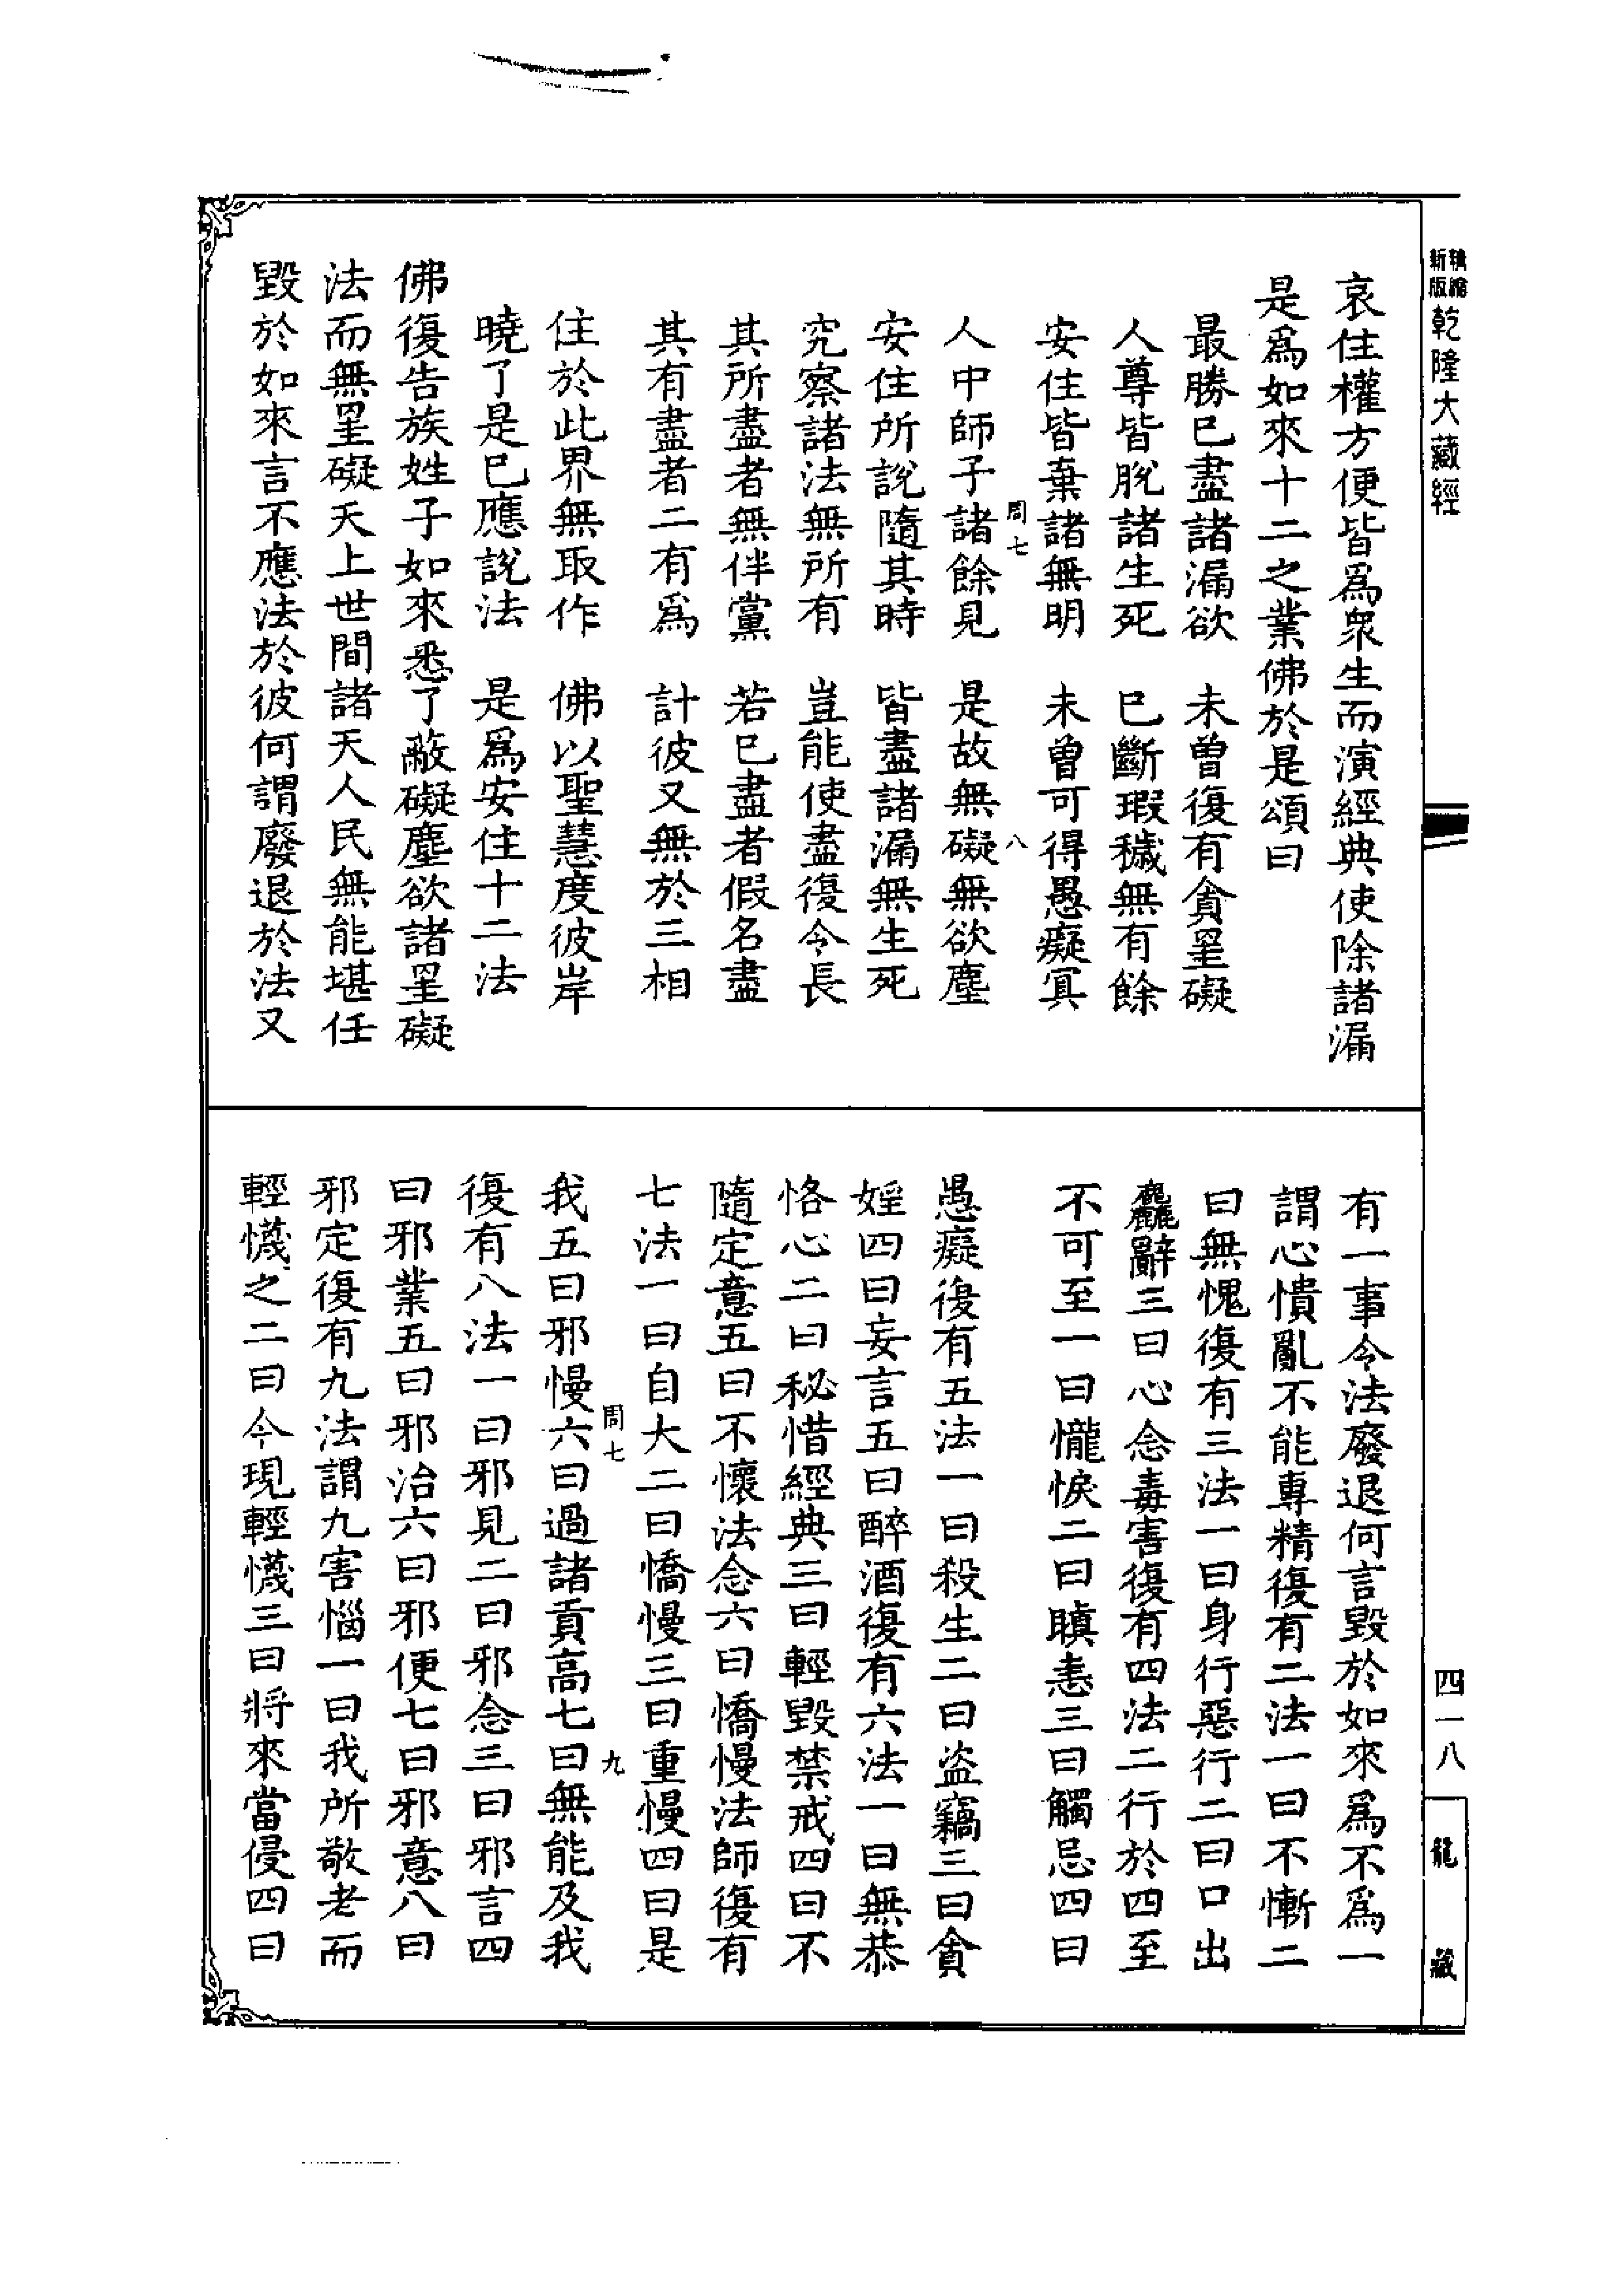 精縮
新版
乾隆大藏經
哀住權方便皆為眾生而演經典使除諸漏
是為如來十二之業佛於是頌曰
最勝已盡諸漏欲　未曾復有貪罣礙
人尊皆脫諸生死　已斷瑕穢無有餘
安住皆棄諸無明　未曾可得愚癡冥
周七　八
人中師子諸餘見　是故無礙無欲塵
安住所說隨其時　皆盡諸漏無生死
究察諸法無所有　豈能使盡復令長
其所盡者無伴黨　若已盡者假名盡
其有盡者二有為　計彼又無於三相
住於此界無取作　佛以聖慧度彼岸
曉了是已應說法　是為安住十二法
佛復告族姓子如來悉了蔽礙塵欲諸罣礙
法而無罣礙天上世間諸天人民無能堪任
毀於如來言不應法於彼何謂廢退於法又
有一事令法廢退何言毀於如來為不為一
謂心憒亂不能專精復有二法一曰不慚二
曰無愧復有三法一曰身行惡行二曰口出
麤辭三曰心念毒害復有四法二行於四至
不可至一曰㦬悷二曰瞋恚三曰觸忌四曰
愚癡復有五法一曰殺生二曰盜竊三曰貪
婬四曰妄言五曰醉酒復有六法一曰無恭
恪心二曰秘惜經典三曰輕毀禁戒四曰不
隨定意五曰不懷法念六曰憍慢法師復有
七法一曰自大二曰憍慢三曰重慢四曰是
周七　九
我五曰邪慢六曰過諸貢高七曰無能及我
復有八法一曰邪見二曰邪念三曰邪言四
曰邪業五曰邪治六曰邪便七曰邪意八曰
邪定復有九法謂九害惱一曰我所敬老而
輕懱之二曰今現輕懱三曰將來當侵四曰
四一八
龍藏